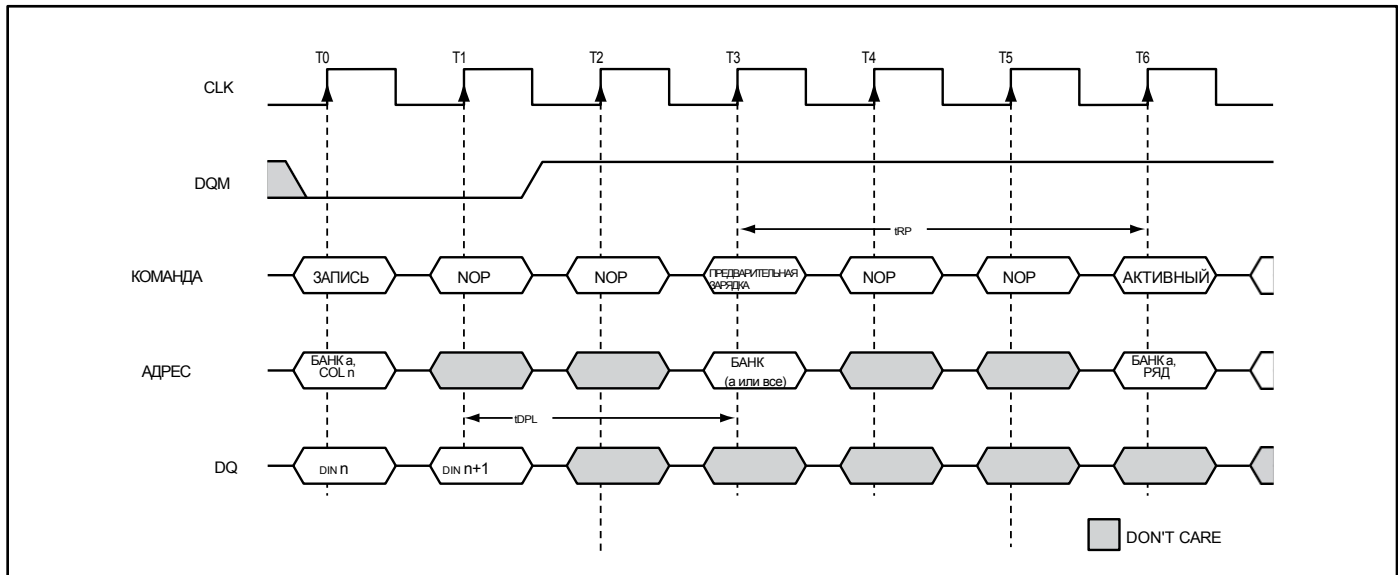 T0 T1 T2 T3 T4 T5 T6
CLK
DQM
tRP
КОМАНДА ЗАПИСЬ NOP NOP ПРЕДВАРИТЕЛЬНАЯ ЗАРЯДКА NOP NOP АКТИВНЫЙ
АДРЕС БАНК a, COL n БАНК (a или все) БАНК a, РЯД
tDPL
DQ DIN n DIN n+1
DON'T CARE